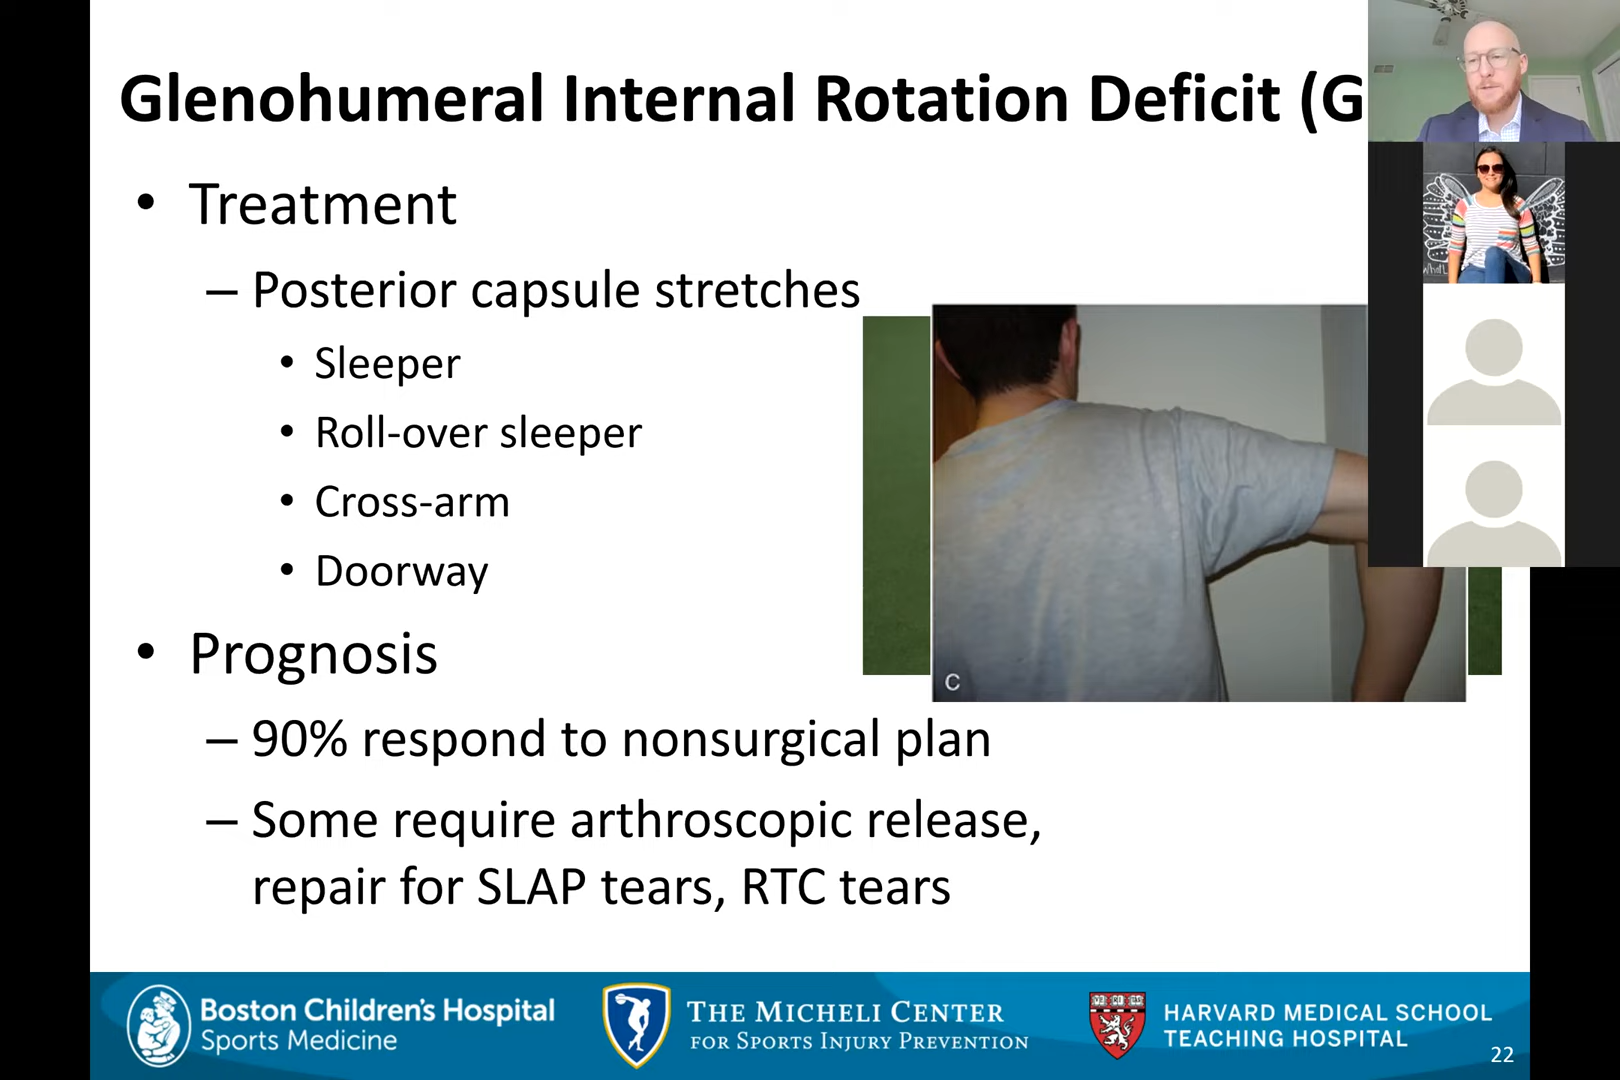 Glenohumeral Internal Rotation Deficit (G
• Treatment
– Posterior capsule stretches
• Sleeper
• Roll-over sleeper
• Cross-arm
• Doorway
• Prognosis
– 90% respond to nonsurgical plan
– Some require arthroscopic release,
repair for SLAP tears, RTC tears
C
Boston Children's Hospital
Sports Medicine
THE MICHELI CENTER
FOR SPORTS INJURY PREVENTION
HARVARD MEDICAL SCHOOL
TEACHING HOSPITAL
22